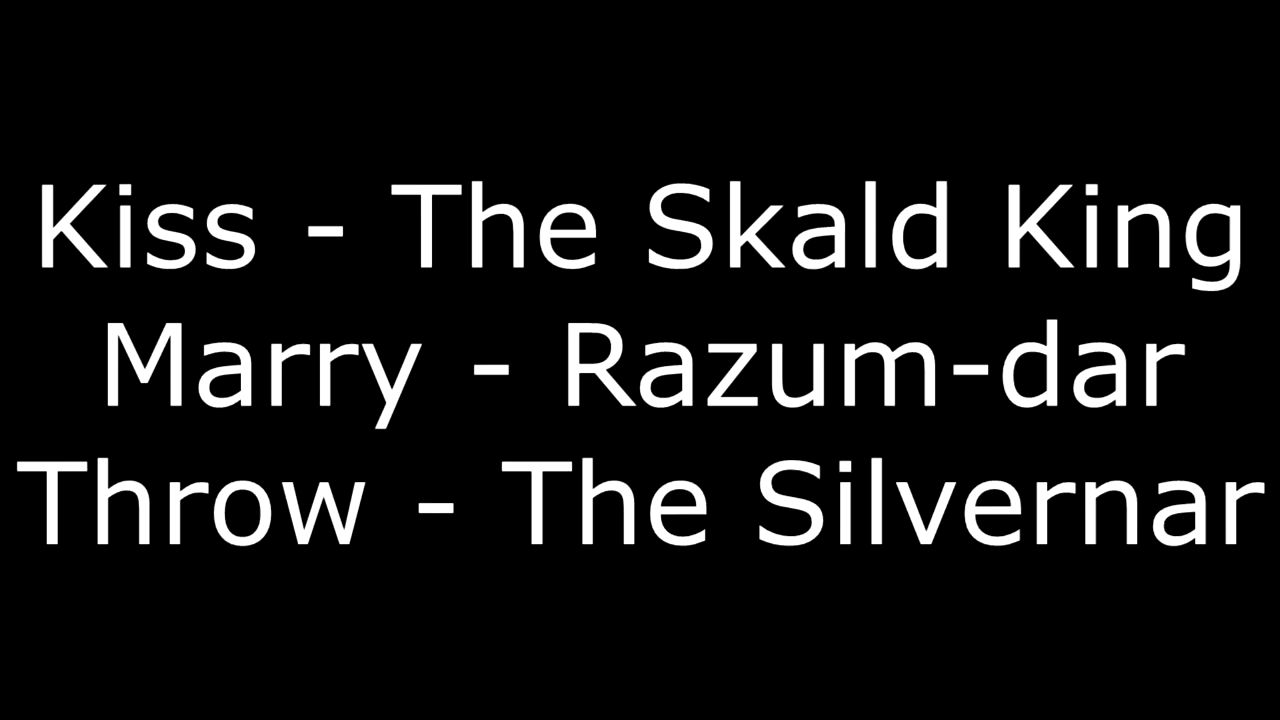 Kiss - The Skald King
Marry - Razum-dar
Throw - The Silvernar